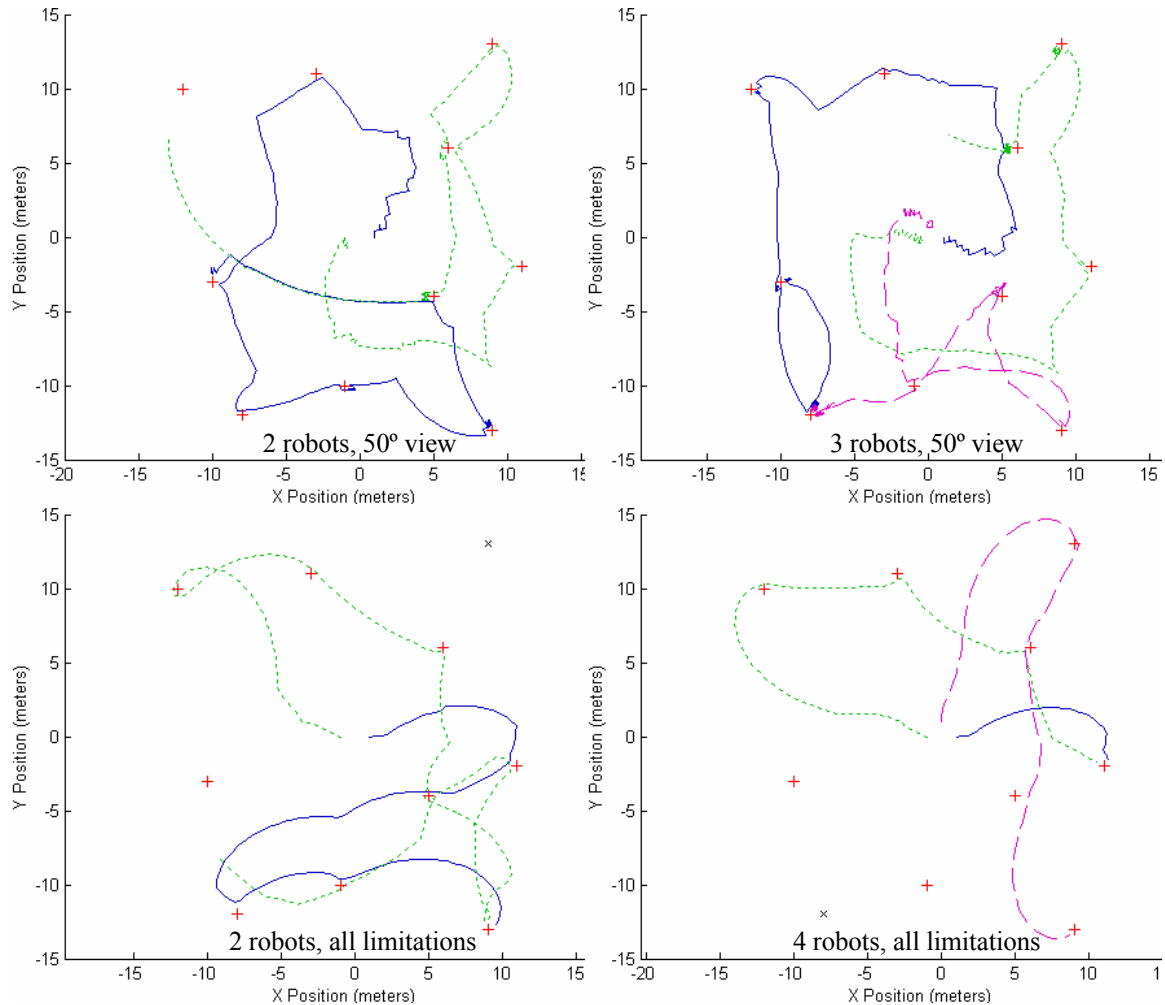 15
10
5
0
-5
-10
-15
Y Position (meters)
2 robots, 50º view
-20 -15 -10 -5 0 5 10 15
X Position (meters)
15
10
5
0
-5
-10
-15
Y Position (meters)
3 robots, 50º view
-15 -10 -5 0 5 10
X Position (meters)
15
10
5
0
-5
-10
-15
Y Position (meters)
2 robots, all limitations
-15 -10 -5 0 5 10 15
X Position (meters)
15
10
5
0
-5
-10
-15
Y Position (meters)
4 robots, all limitations
-20 -15 -10 -5 0 5 10
X Position (meters)